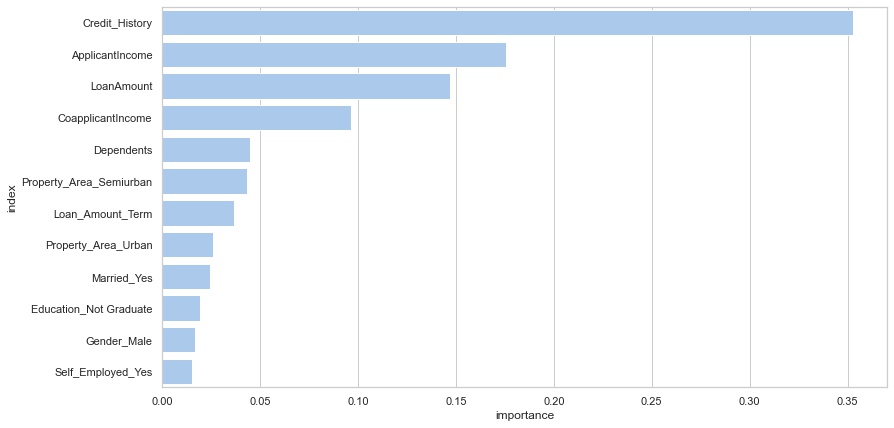 Credit_History
ApplicantIncome
LoanAmount
CoapplicantIncome
Dependents
Property_Area_Semiurban
Loan_Amount_Term
Property_Area_Urban
Married_Yes
Education_Not Graduate
Gender_Male
Self_Employed_Yes
index
0.00 0.05 0.10 0.15 0.20 0.25 0.30 0.35
importance